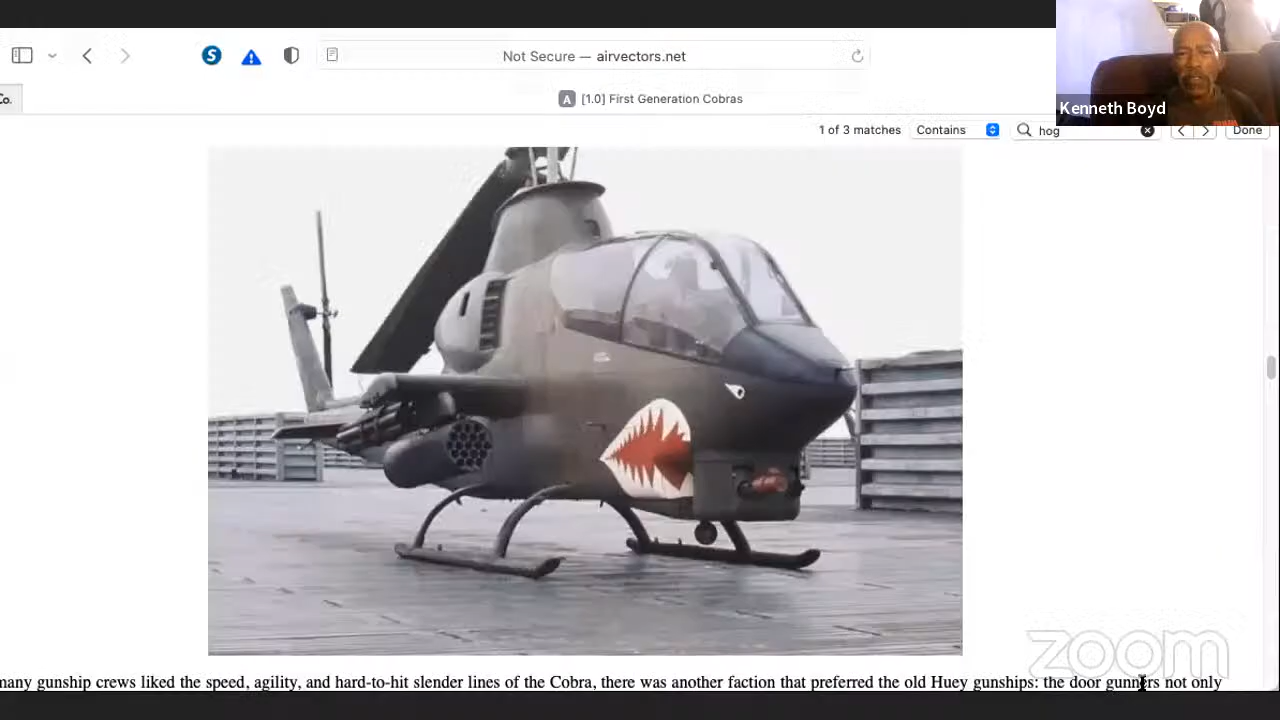 Not Secure — airvectors.net
Co.
A [1.0] First Generation Cobras
Kenneth Boyd
1 of 3 matches Contains hog Done
zoom
many gunship crews liked the speed, agility, and hard-to-hit slender lines of the Cobra, there was another faction that preferred the old Huey gunships: the door gunners not only